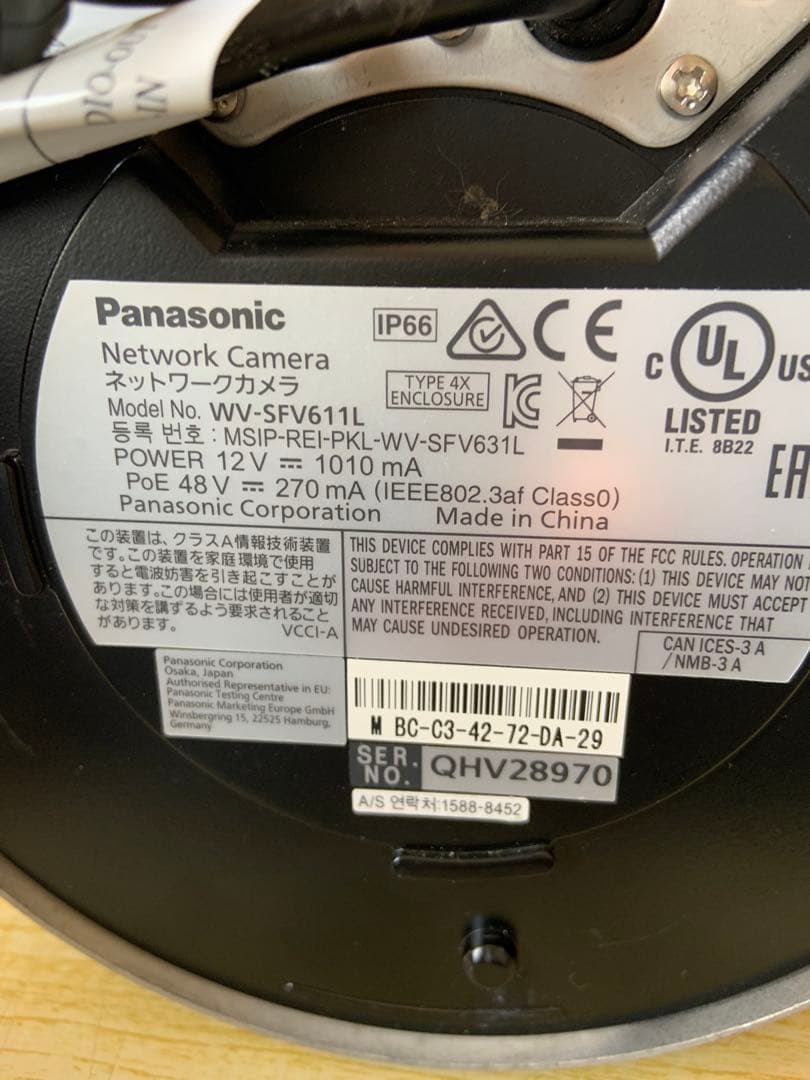 DIO-OU
IN
Panasonic
IP66
CE
C UL US
LISTED
I.T.E. 8B22
EA
Network Camera
ネットワークカメラ
TYPE 4X
ENCLOSURE
Model No. WV-SFV611L
등록 번호 : MSIP-REI-PKL-WV-SFV631L
POWER 12 V ⎓ 1010 mA
PoE 48 V ⎓ 270 mA (IEEE802.3af Class0)
Panasonic Corporation Made in China
この装置は、クラスA情報技術装置
です。この装置を家庭環境で使用
すると電波妨害を引き起こすことが
あります。この場合には使用者が適切
な対策を講ずるよう要求されること
があります。
VCCI-A
THIS DEVICE COMPLIES WITH PART 15 OF THE FCC RULES. OPERATION
SUBJECT TO THE FOLLOWING TWO CONDITIONS: (1) THIS DEVICE MAY NOT
CAUSE HARMFUL INTERFERENCE, AND (2) THIS DEVICE MUST ACCEPT
ANY INTERFERENCE RECEIVED, INCLUDING INTERFERENCE THAT
MAY CAUSE UNDESIRED OPERATION.
CAN ICES-3 A
/NMB-3 A
Panasonic Corporation
Osaka, Japan
Authorised Representative in EU:
Panasonic Testing Centre
Panasonic Marketing Europe GmbH
Winsbergring 15, 22525 Hamburg,
Germany
M BC-C3-42-72-DA-29
SER.
NO.
QHV28970
A/S 연락처:1588-8452